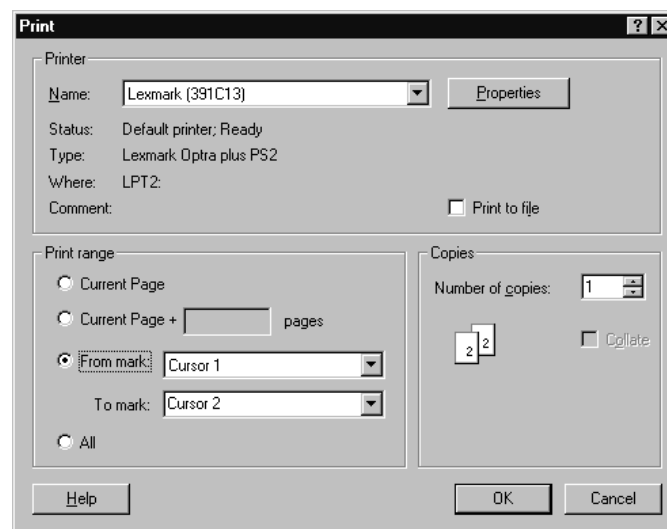 Print
Printer
Name: Lexmark (391C13) Properties
Status: Default printer; Ready
Type: Lexmark Optra plus PS2
Where: LPT2:
Comment: Print to file
Print range
Current Page
Current Page + pages
From mark: Cursor 1
To mark: Cursor 2
All
Copies
Number of copies: 1
2 2 Collate
Help OK Cancel